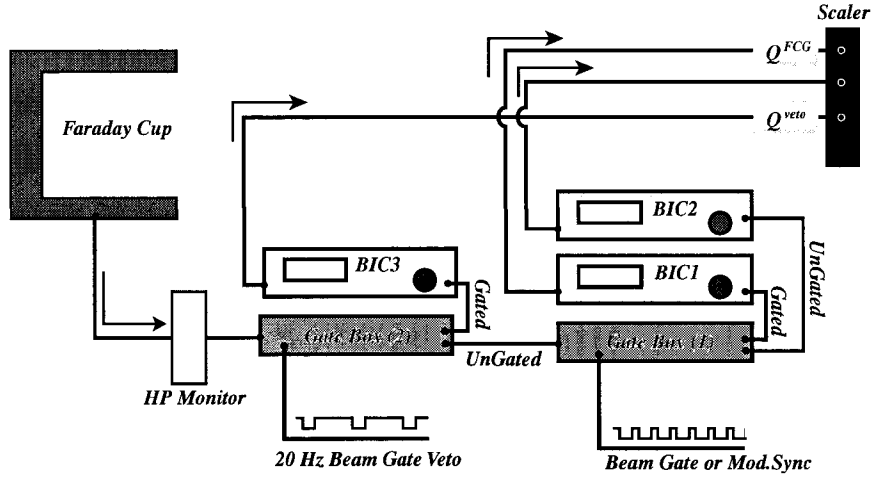 Scaler
Q^FCG
Faraday Cup
Q^veto
BIC2
UnGated
BIC3
BIC1
Gated
Gated
Gate Box (2)
Gate Box (1)
UnGated
HP Monitor
20 Hz Beam Gate Veto
Beam Gate or Mod.Sync